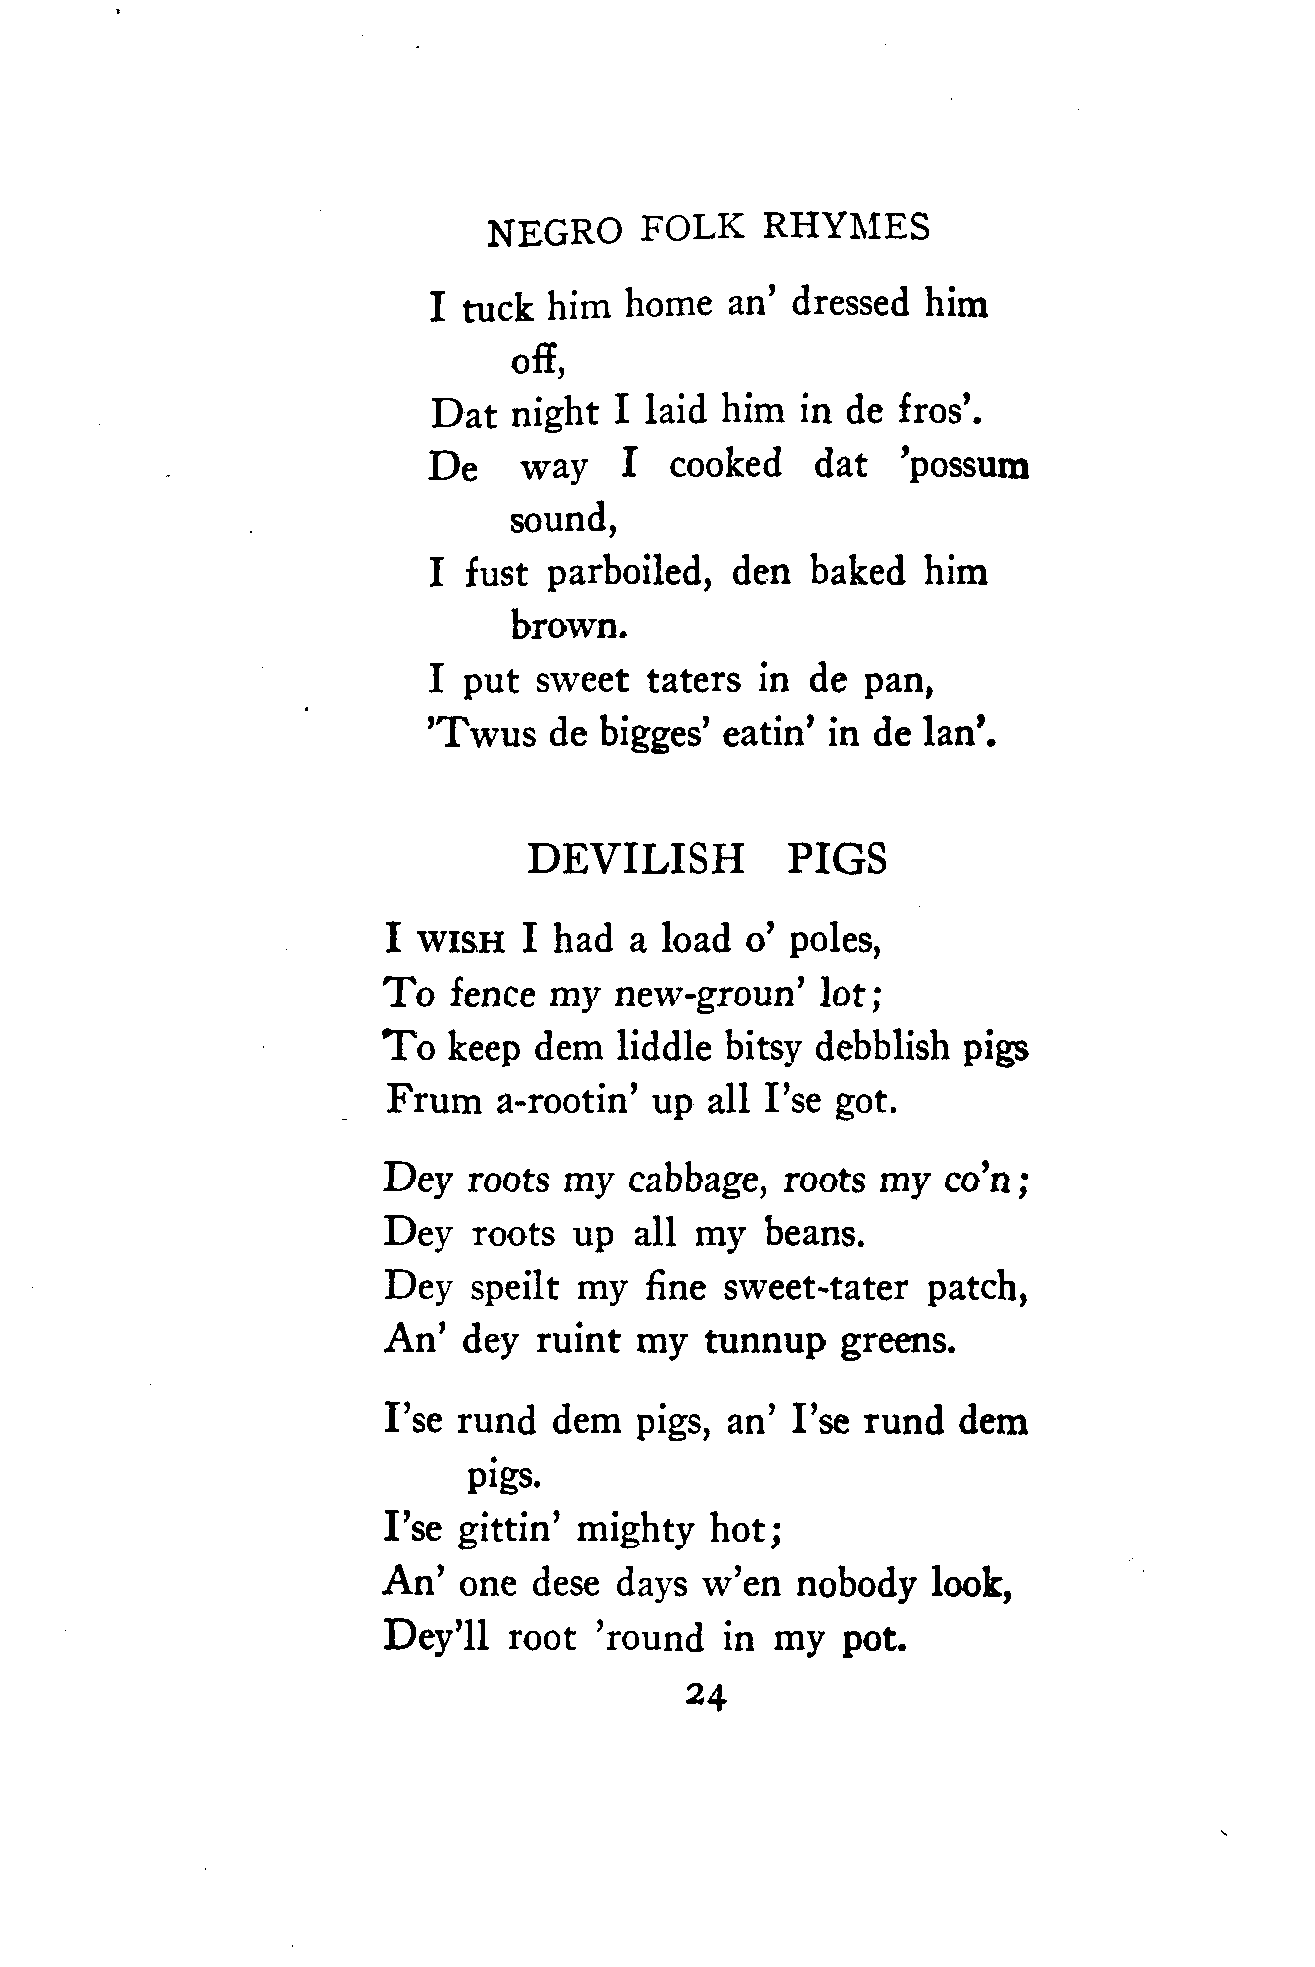 NEGRO FOLK RHYMES
I tuck him home an' dressed him
off,
Dat night I laid him in de fros'.
De way I cooked dat 'possum
sound,
I fust parboiled, den baked him
brown.
I put sweet taters in de pan,
'Twus de bigges' eatin' in de lan'.
DEVILISH PIGS
I WISH I had a load o' poles,
To fence my new-groun' lot;
To keep dem liddle bitsy debblish pigs
Frum a-rootin' up all I'se got.
Dey roots my cabbage, roots my co'n;
Dey roots up all my beans.
Dey speilt my fine sweet-tater patch,
An' dey ruint my tunnup greens.
I'se rund dem pigs, an' I'se rund dem
pigs.
I'se gittin' mighty hot;
An' one dese days w'en nobody look,
Dey'll root 'round in my pot.
24